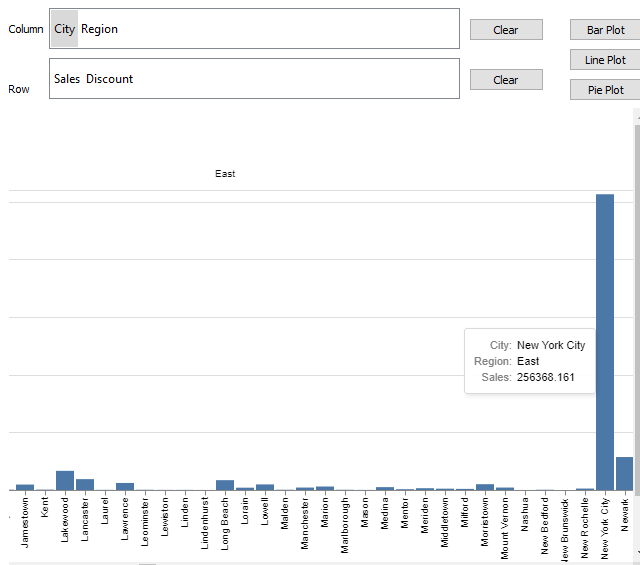 Column City Region Clear Bar Plot
Line Plot
Row Sales Discount Clear Pie Plot
East
City: New York City
Region: East
Sales: 256368.161
Jamestown
Kent
Lakewood
Lancaster
Laurel
Lawrence
Leominster
Lewiston
Linden
Lindenhurst
Long Beach
Lorain
Lowell
Malden
Manchester
Marion
Marlborough
Mason
Medina
Mentor
Meriden
Middletown
Milford
Morristown
Mount Vernon
Nashua
New Bedford
New Brunswick
New Rochelle
New York City
Newark